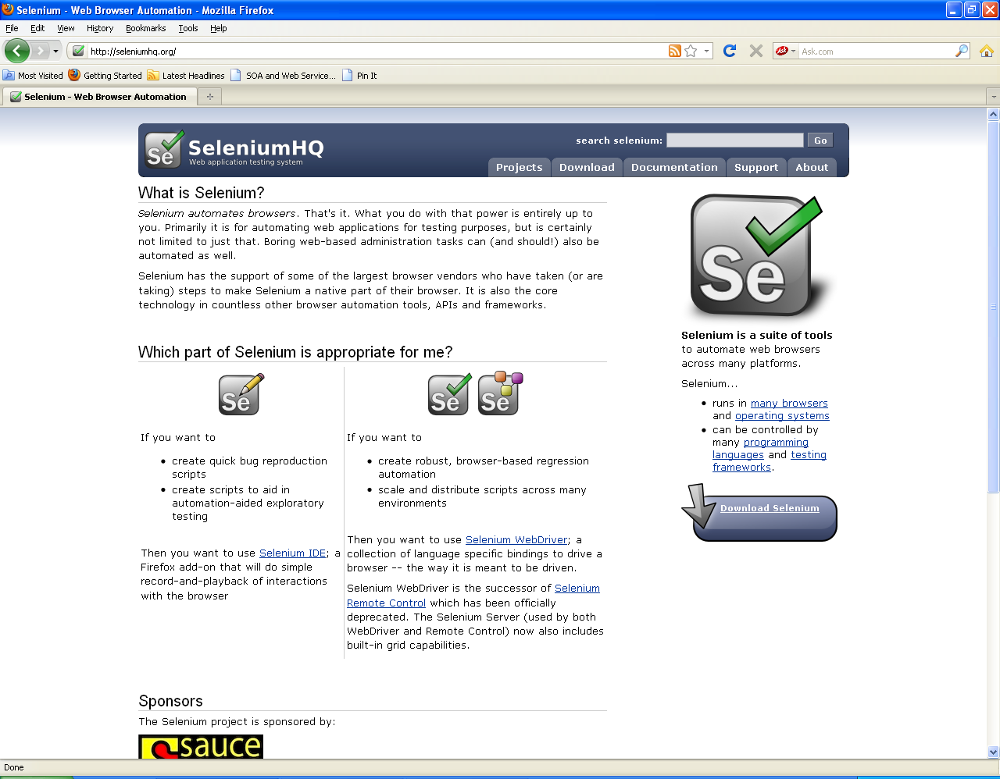 Selenium - Web Browser Automation - Mozilla Firefox
File Edit View History Bookmarks Tools Help
http://seleniumhq.org/
Ask Ask.com
Most Visited Getting Started Latest Headlines SOA and Web Service... Pin It
Selenium - Web Browser Automation
Se SeleniumHQ
Web application testing system
search selenium: Go
Projects Download Documentation Support About
What is Selenium?
Selenium automates browsers. That's it. What you do with that power is entirely up to
you. Primarily it is for automating web applications for testing purposes, but is certainly
not limited to just that. Boring web-based administration tasks can (and should!) also be
automated as well.
Selenium has the support of some of the largest browser vendors who have taken (or are
taking) steps to make Selenium a native part of their browser. It is also the core
technology in countless other browser automation tools, APIs and frameworks.
Which part of Selenium is appropriate for me?
Se
If you want to
create quick bug reproduction
scripts
create scripts to aid in
automation-aided exploratory
testing
Then you want to use Selenium IDE; a
Firefox add-on that will do simple
record-and-playback of interactions
with the browser
Se Se
If you want to
create robust, browser-based regression
automation
scale and distribute scripts across many
environments
Then you want to use Selenium WebDriver; a
collection of language specific bindings to drive a
browser -- the way it is meant to be driven.
Selenium WebDriver is the successor of Selenium
Remote Control which has been officially
deprecated. The Selenium Server (used by both
WebDriver and Remote Control) now also includes
built-in grid capabilities.
Sponsors
The Selenium project is sponsored by:
sauce
Se
Selenium is a suite of tools
to automate web browsers
across many platforms.
Selenium...
runs in many browsers
and operating systems
can be controlled by
many programming
languages and testing
frameworks.
Download Selenium
Done